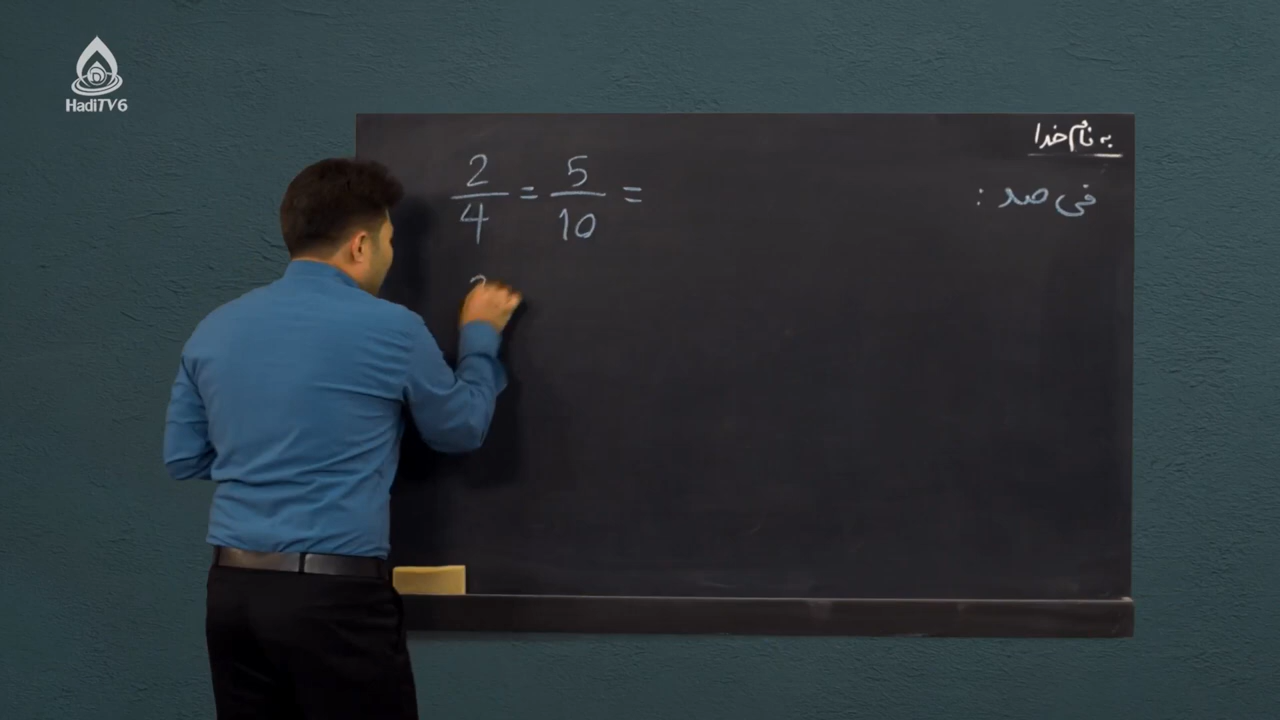 HadiTV6
به نام خدا
فی صد :
2/4 = 5/10 =